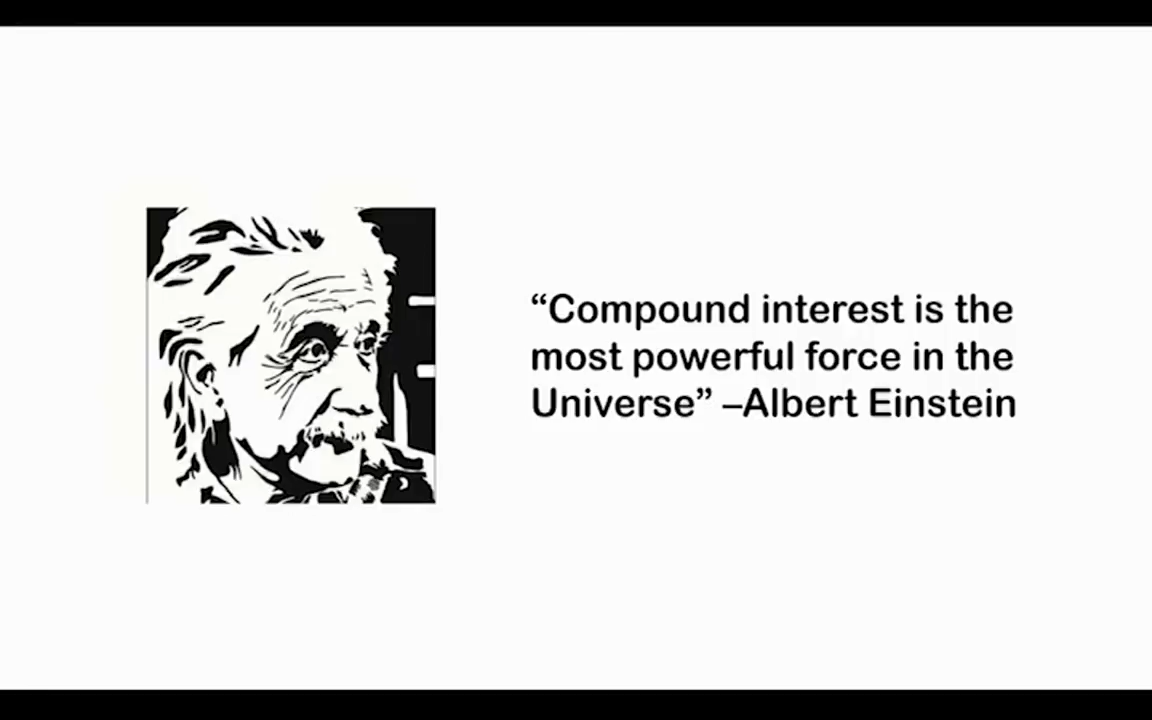 “Compound interest is the
most powerful force in the
Universe” –Albert Einstein